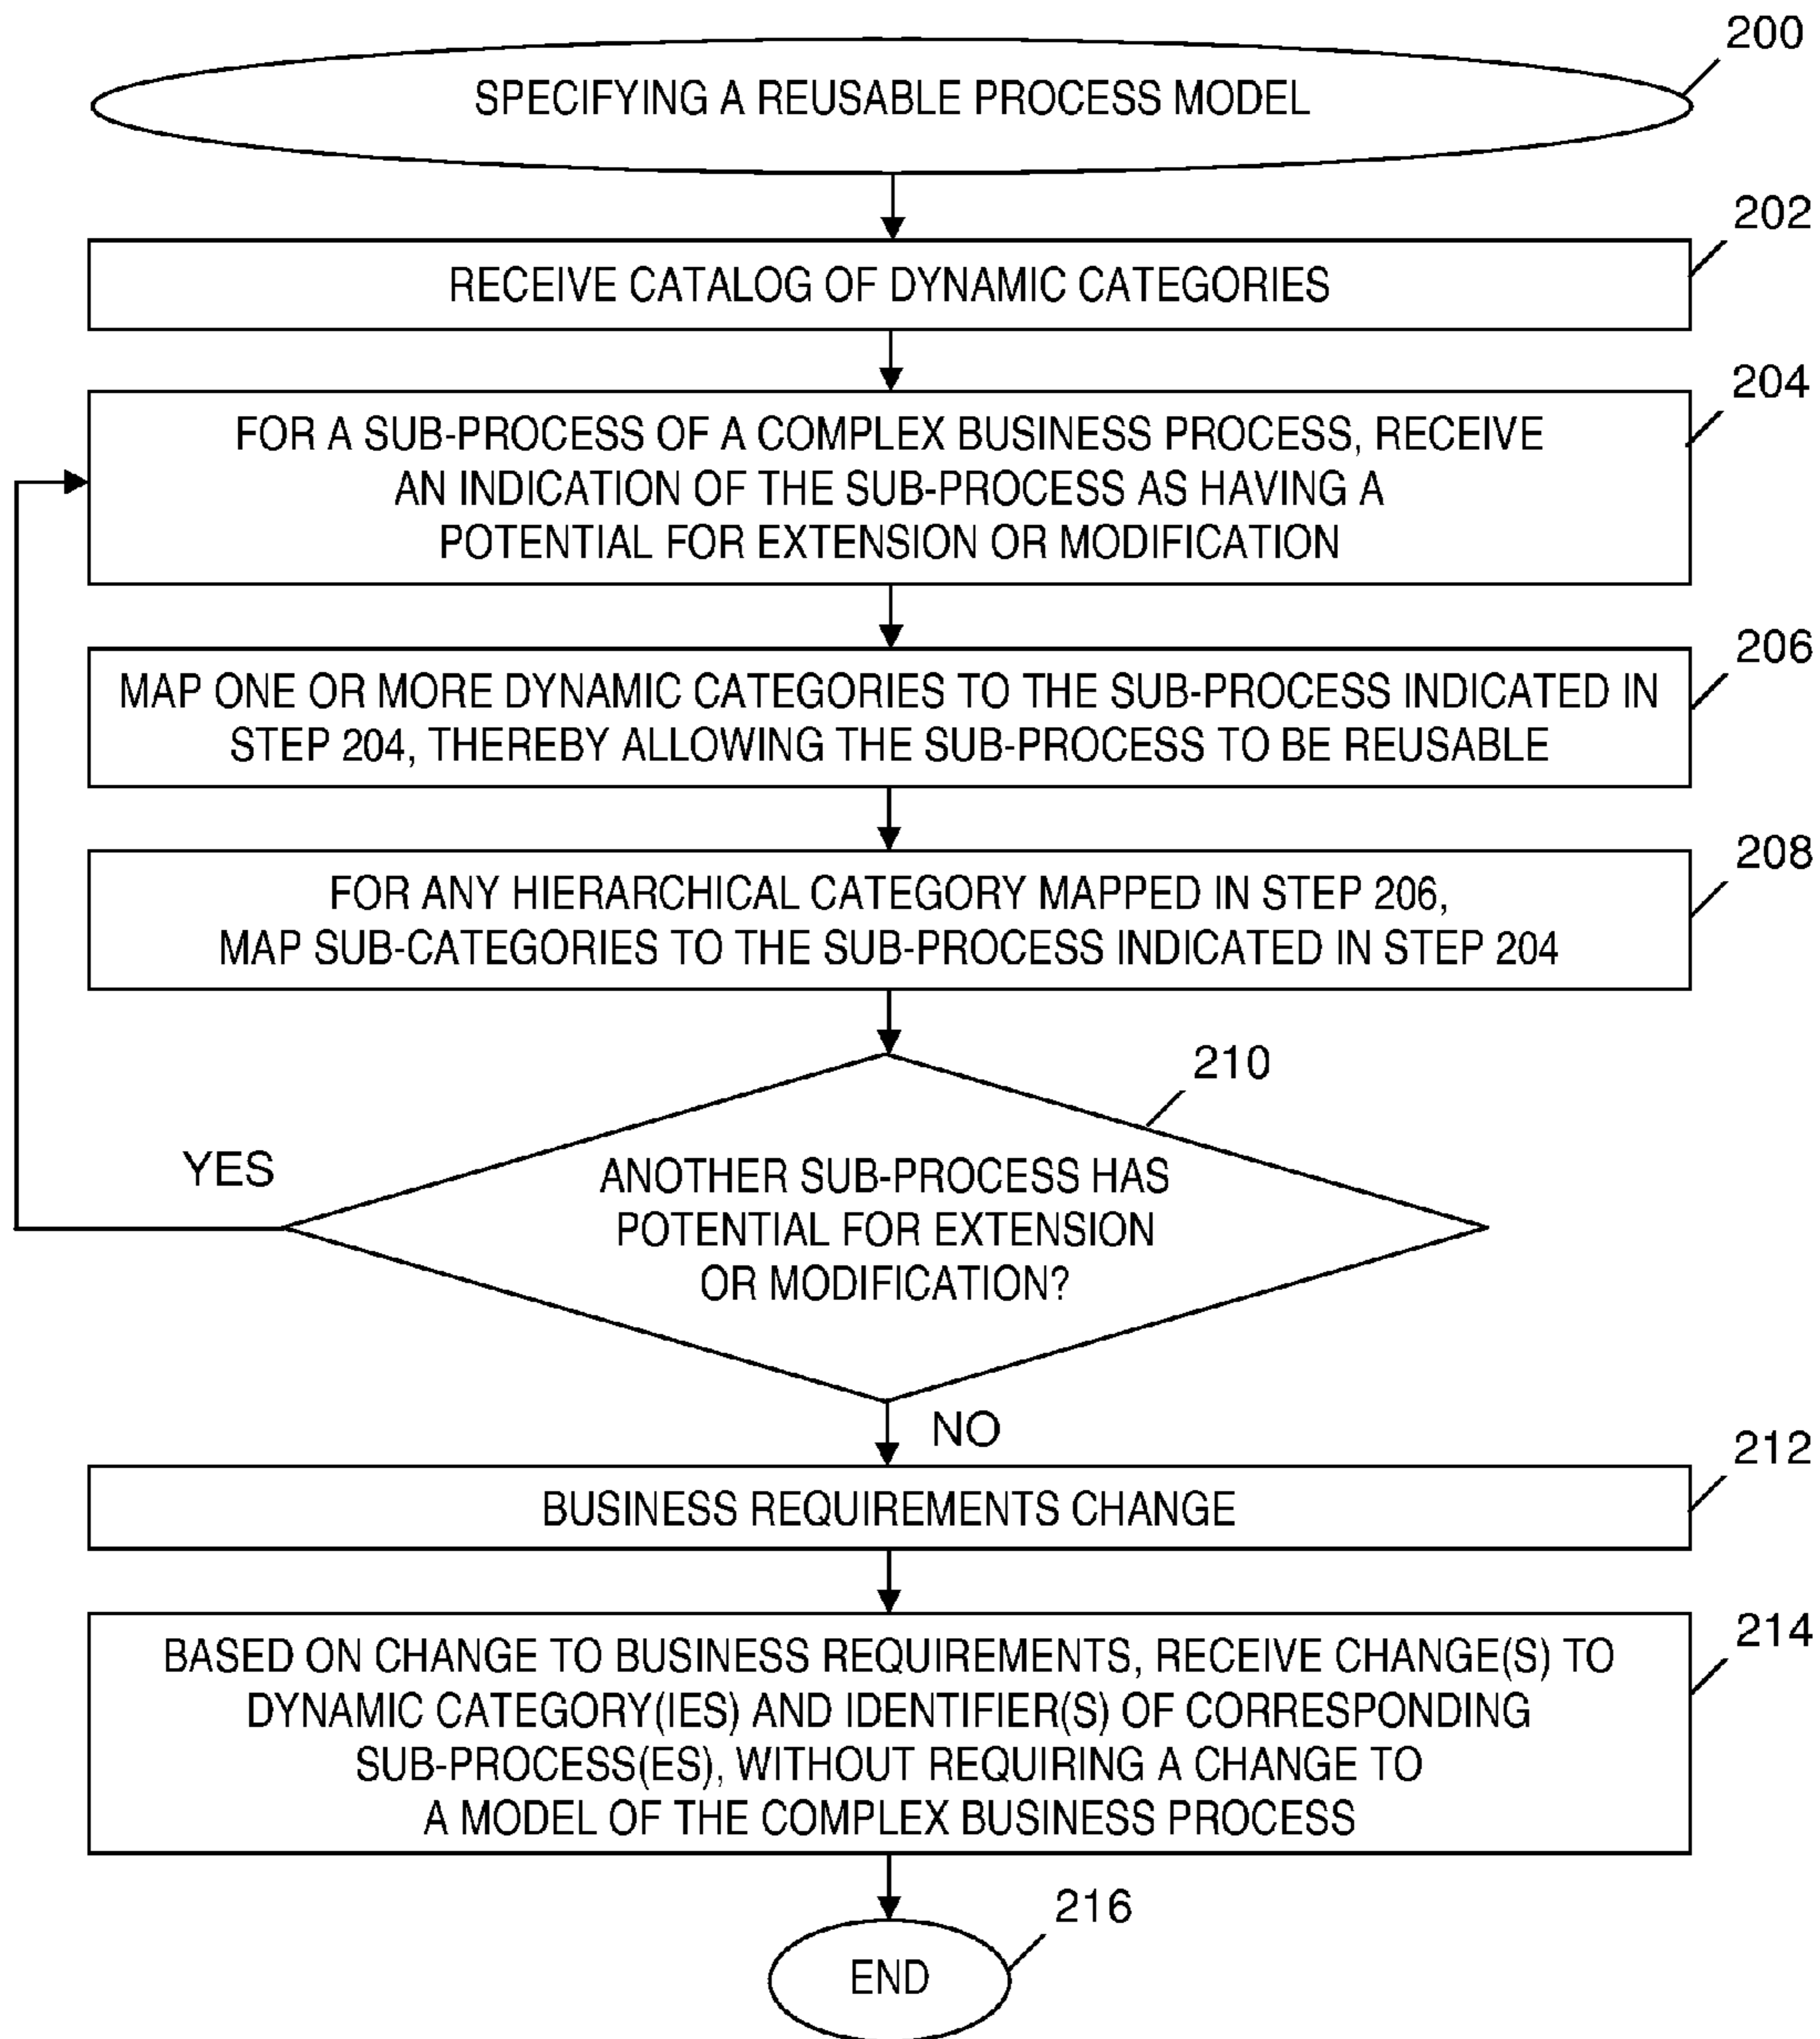 200
SPECIFYING A REUSABLE PROCESS MODEL
202
RECEIVE CATALOG OF DYNAMIC CATEGORIES
204
FOR A SUB-PROCESS OF A COMPLEX BUSINESS PROCESS, RECEIVE
AN INDICATION OF THE SUB-PROCESS AS HAVING A
POTENTIAL FOR EXTENSION OR MODIFICATION
206
MAP ONE OR MORE DYNAMIC CATEGORIES TO THE SUB-PROCESS INDICATED IN
STEP 204, THEREBY ALLOWING THE SUB-PROCESS TO BE REUSABLE
208
FOR ANY HIERARCHICAL CATEGORY MAPPED IN STEP 206,
MAP SUB-CATEGORIES TO THE SUB-PROCESS INDICATED IN STEP 204
210
YES
ANOTHER SUB-PROCESS HAS
POTENTIAL FOR EXTENSION
OR MODIFICATION?
NO
212
BUSINESS REQUIREMENTS CHANGE
214
BASED ON CHANGE TO BUSINESS REQUIREMENTS, RECEIVE CHANGE(S) TO
DYNAMIC CATEGORY(IES) AND IDENTIFIER(S) OF CORRESPONDING
SUB-PROCESS(ES), WITHOUT REQUIRING A CHANGE TO
A MODEL OF THE COMPLEX BUSINESS PROCESS
216
END